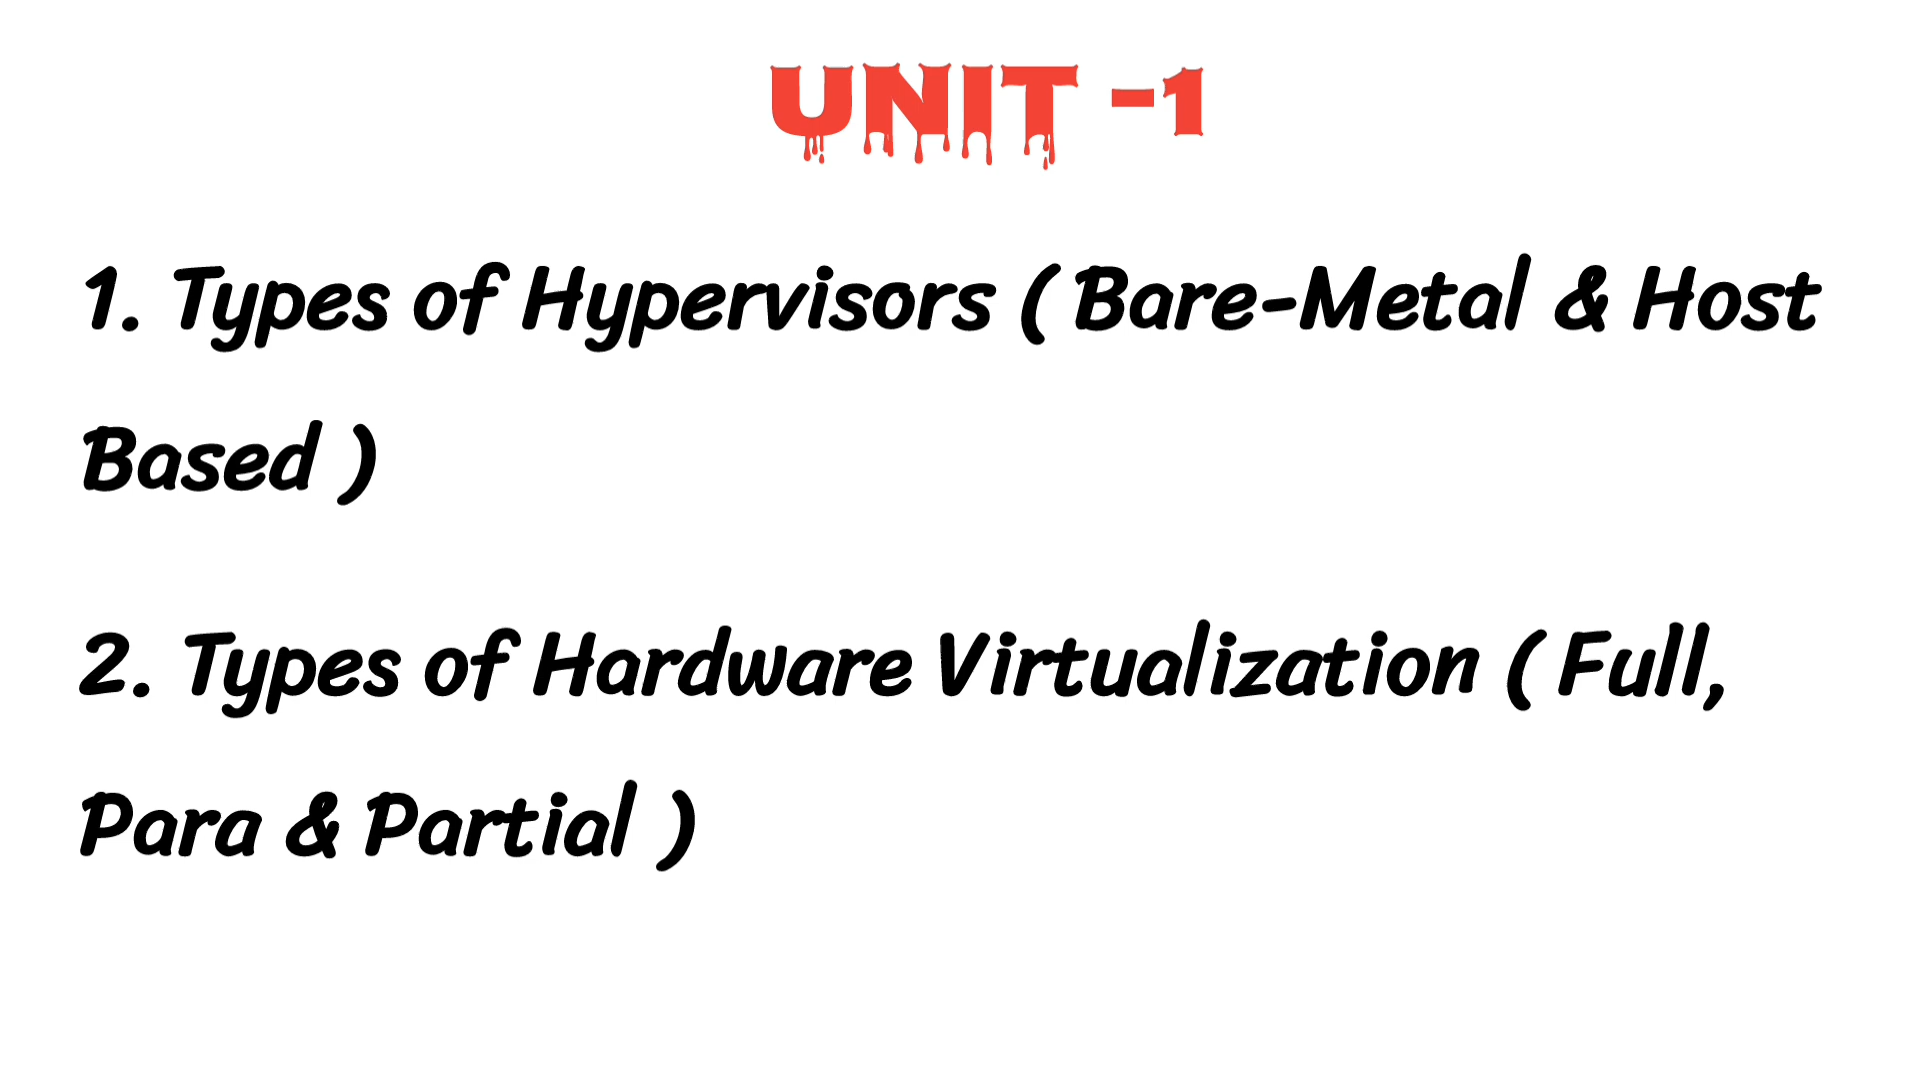 UNIT -1
1. Types of Hypervisors ( Bare-Metal & Host
Based )
2. Types of Hardware Virtualization ( Full,
Para & Partial )